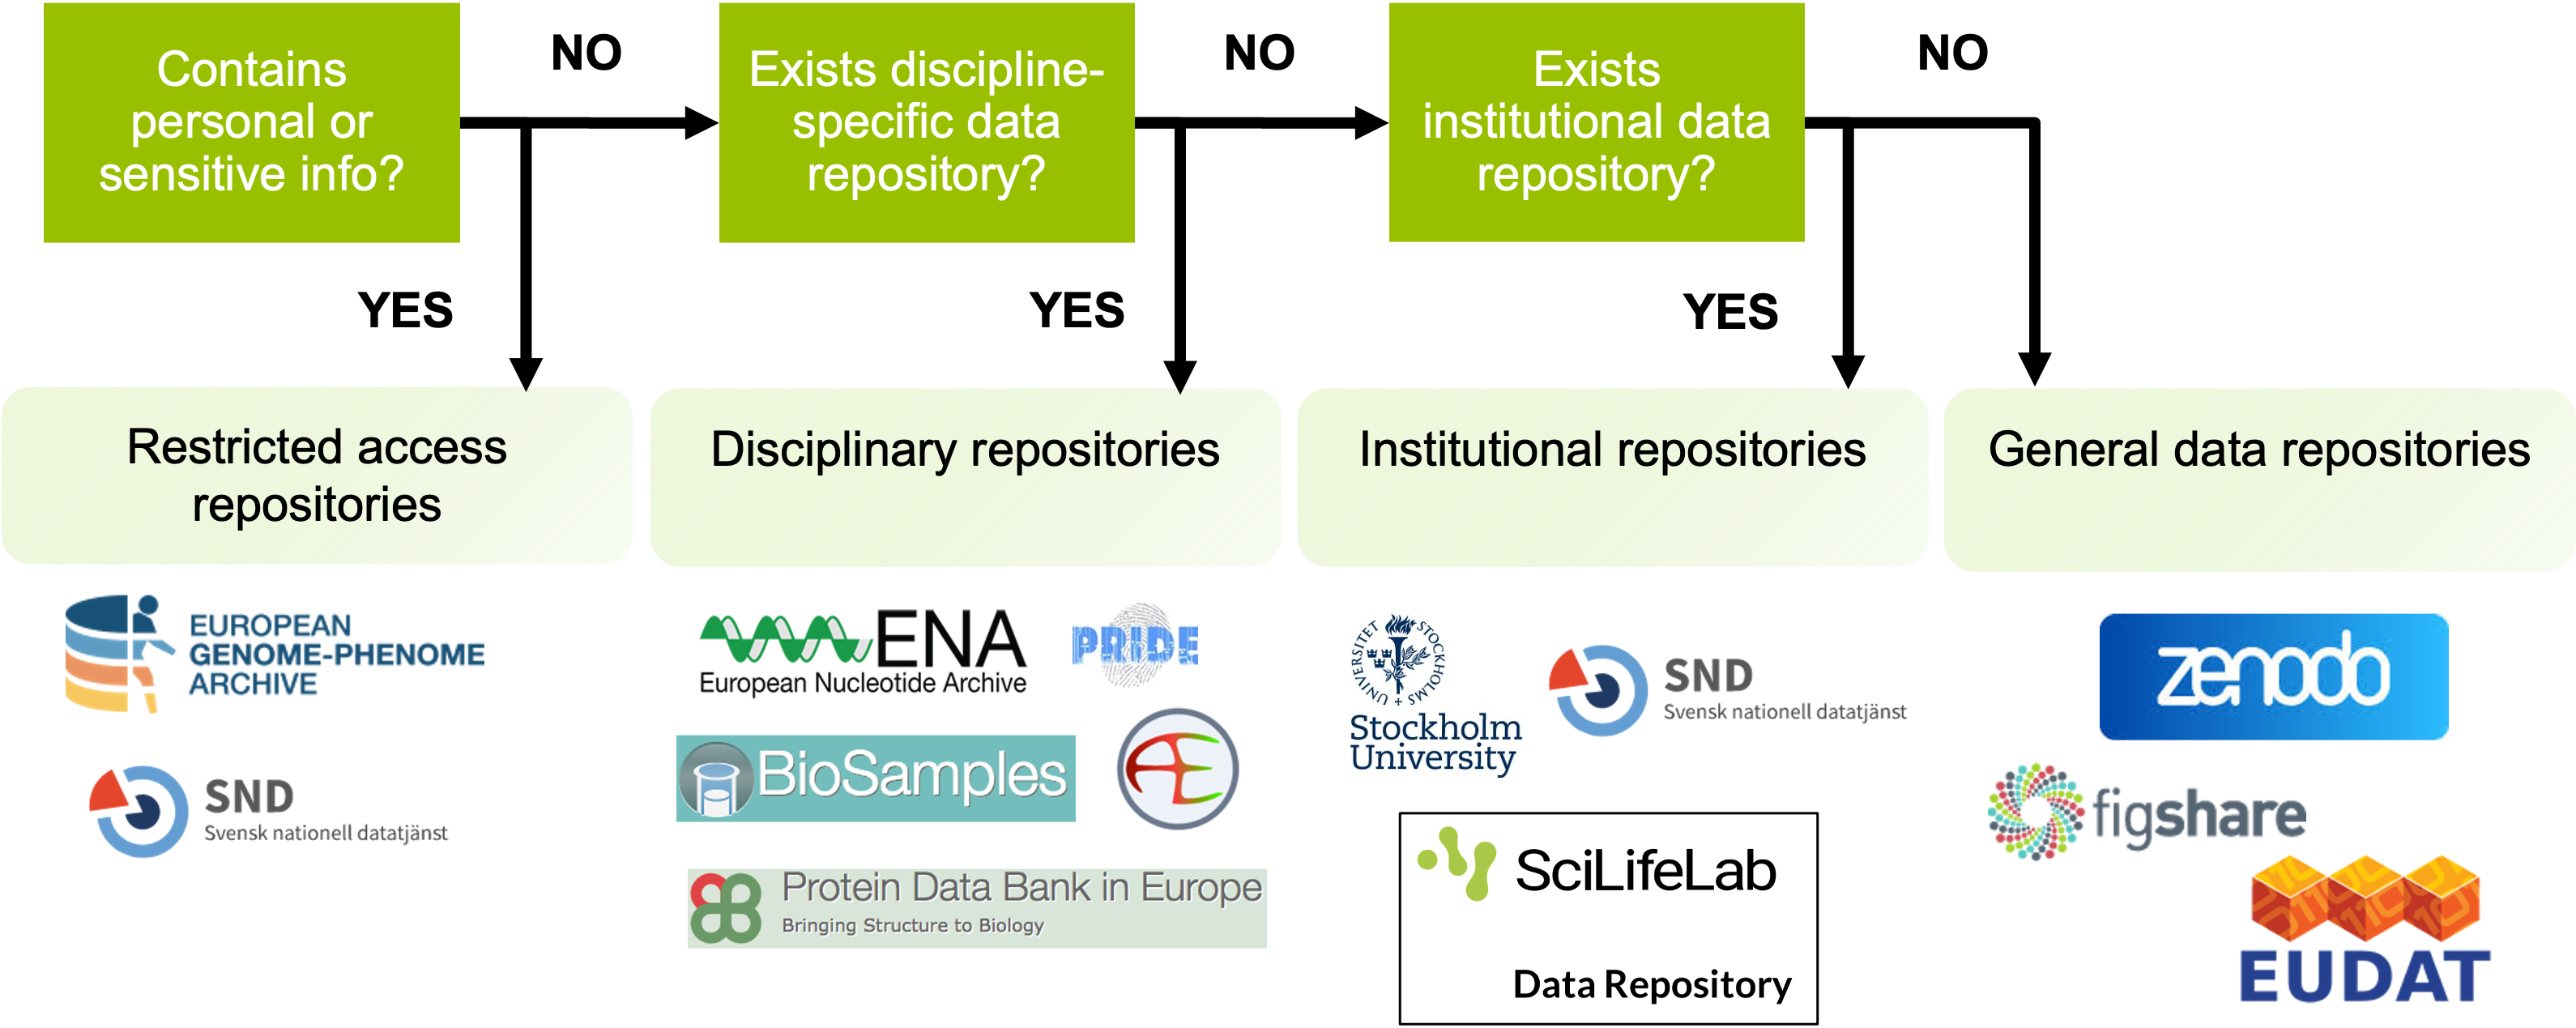 Contains
personal or
sensitive info?
NO
Exists discipline-
specific data
repository?
NO
Exists
institutional data
repository?
NO
YES
YES
YES
Restricted access
repositories
Disciplinary repositories
Institutional repositories
General data repositories
EUROPEAN
GENOME-PHENOME
ARCHIVE
SND
Svensk nationell datatjänst
ENA
European Nucleotide Archive
PRIDE
BioSamples
AE
Protein Data Bank in Europe
Bringing Structure to Biology
STOCKHOLMS UNIVERSITET
Stockholm
University
SND
Svensk nationell datatjänst
SciLifeLab
Data Repository
zenodo
figshare
EUDAT